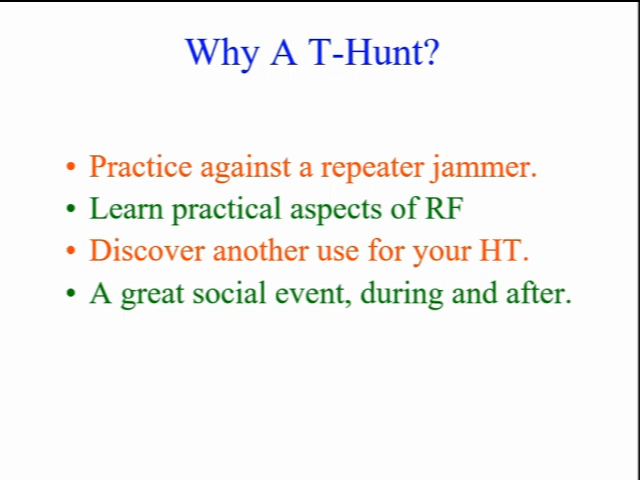 Why A T-Hunt?
• Practice against a repeater jammer.
• Learn practical aspects of RF
• Discover another use for your HT.
• A great social event, during and after.